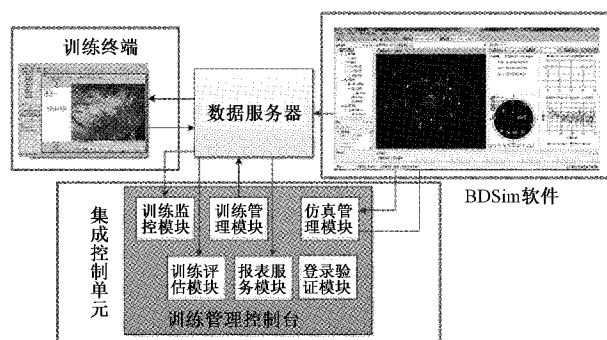 训练终端
数据服务器
BDSim软件
集成控制单元
训练监
控模块
训练管
理模块
仿真管
理模块
训练评
估模块
报表服
务模块
登录验
证模块
训练管理控制台